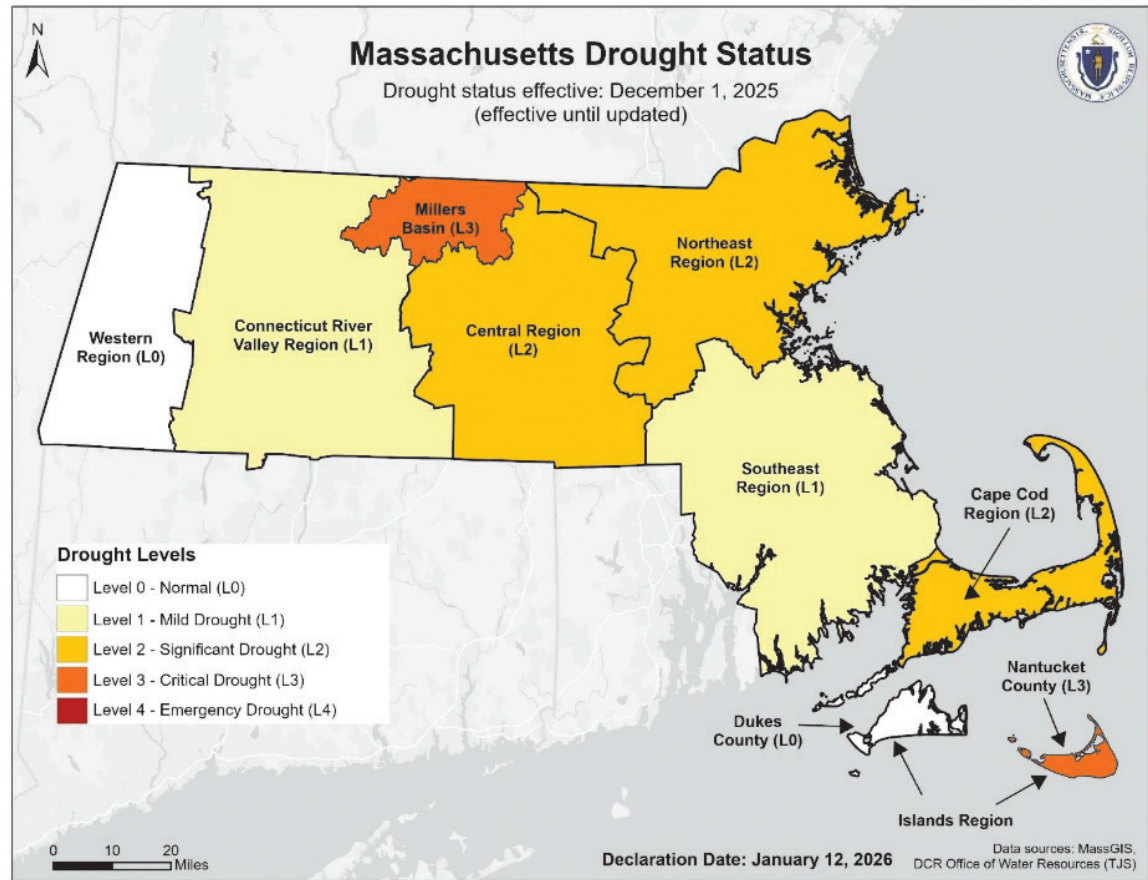 N
Massachusetts Drought Status
Drought status effective: December 1, 2025
(effective until updated)
Millers
Basin (L3)
Northeast
Region (L2)
Western
Region (L0)
Connecticut River
Valley Region (L1)
Central Region
(L2)
Southeast
Region (L1)
Cape Cod
Region (L2)
Drought Levels
Level 0 - Normal (L0)
Level 1 - Mild Drought (L1)
Level 2 - Significant Drought (L2)
Level 3 - Critical Drought (L3)
Level 4 - Emergency Drought (L4)
Nantucket
County (L3)
Dukes
County (L0)
Islands Region
0 10 20
Miles
Declaration Date: January 12, 2026
Data sources: MassGIS,
DCR Office of Water Resources (TJS)